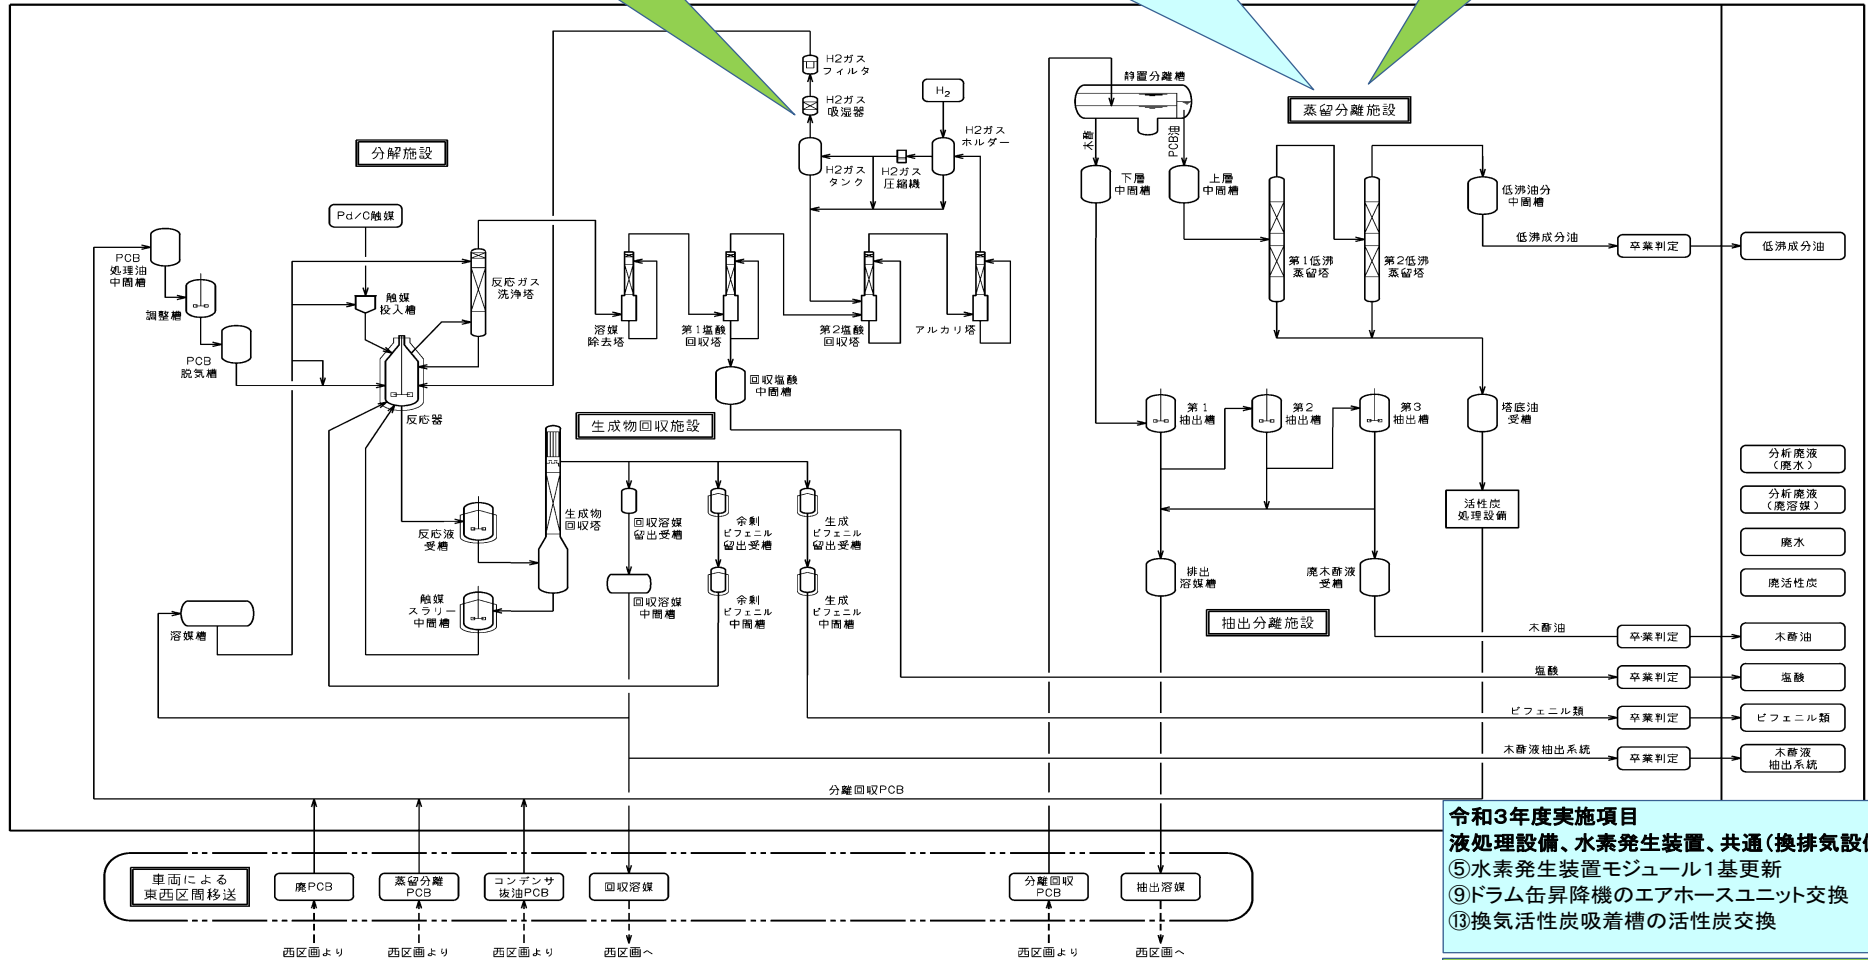 H2ガス
フィルタ
H2ガス
吸湿器
H₂
H2ガス
ホルダー
H2ガス
タンク
H2ガス
圧縮機
分解施設
静置分離槽
木酢
PCB油
蒸留分離施設
下層
中間槽
上層
中間槽
低沸油分
中間槽
低沸成分油
卒業判定
低沸成分油
Pd/C触媒
PCB
処理油
中間槽
調整槽
PCB
脱気槽
触媒
投入槽
反応ガス
洗浄塔
反応器
溶媒
除去塔
第1塩酸
回収塔
第2塩酸
回収塔
アルカリ塔
第1低沸
蒸留塔
第2低沸
蒸留塔
回収塩酸
中間槽
生成物回収施設
第1
抽出槽
第2
抽出槽
第3
抽出槽
塔底油
受槽
分析廃液
(廃水)
分析廃液
(廃溶媒)
活性炭
処理設備
廃水
廃活性炭
反応液
受槽
生成物
回収塔
回収溶媒
留出受槽
余剰
ビフェニル
留出受槽
生成
ビフェニル
留出受槽
触媒
スラリー
中間槽
回収溶媒
中間槽
余剰
ビフェニル
中間槽
生成
ビフェニル
中間槽
排出
溶媒槽
廃木酢液
受槽
抽出分離施設
溶媒槽
木酢油
卒業判定
木酢油
塩酸
卒業判定
塩酸
ビフェニル類
卒業判定
ビフェニル類
木酢液抽出系統
卒業判定
木酢液
抽出系統
分離回収PCB
車両による
東西区間移送
廃PCB
蒸留分離
PCB
コンデンサ
抜油PCB
回収溶媒
分離回収
PCB
抽出溶媒
西区画より
西区画より
西区画より
西区画へ
西区画より
西区画へ
令和3年度実施項目
液処理設備、水素発生装置、共通(換排気設
⑤水素発生装置モジュール1基更新
⑨ドラム缶昇降機のエアホースユニット交換
⑬換気活性炭吸着槽の活性炭交換